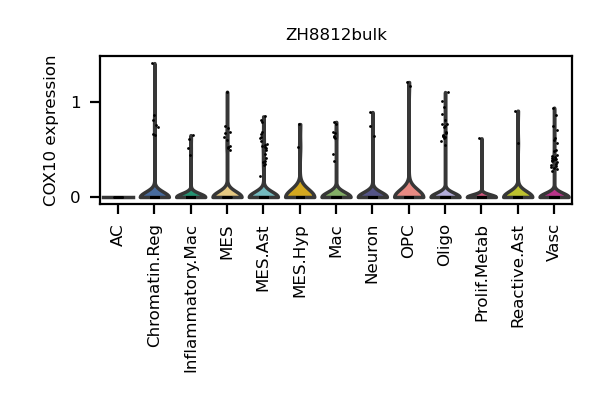 ZH8812bulk
COX10 expression
1
0
AC
Chromatin.Reg
Inflammatory.Mac
MES
MES.Ast
MES.Hyp
Mac
Neuron
OPC
Oligo
Prolif.Metab
Reactive.Ast
Vasc